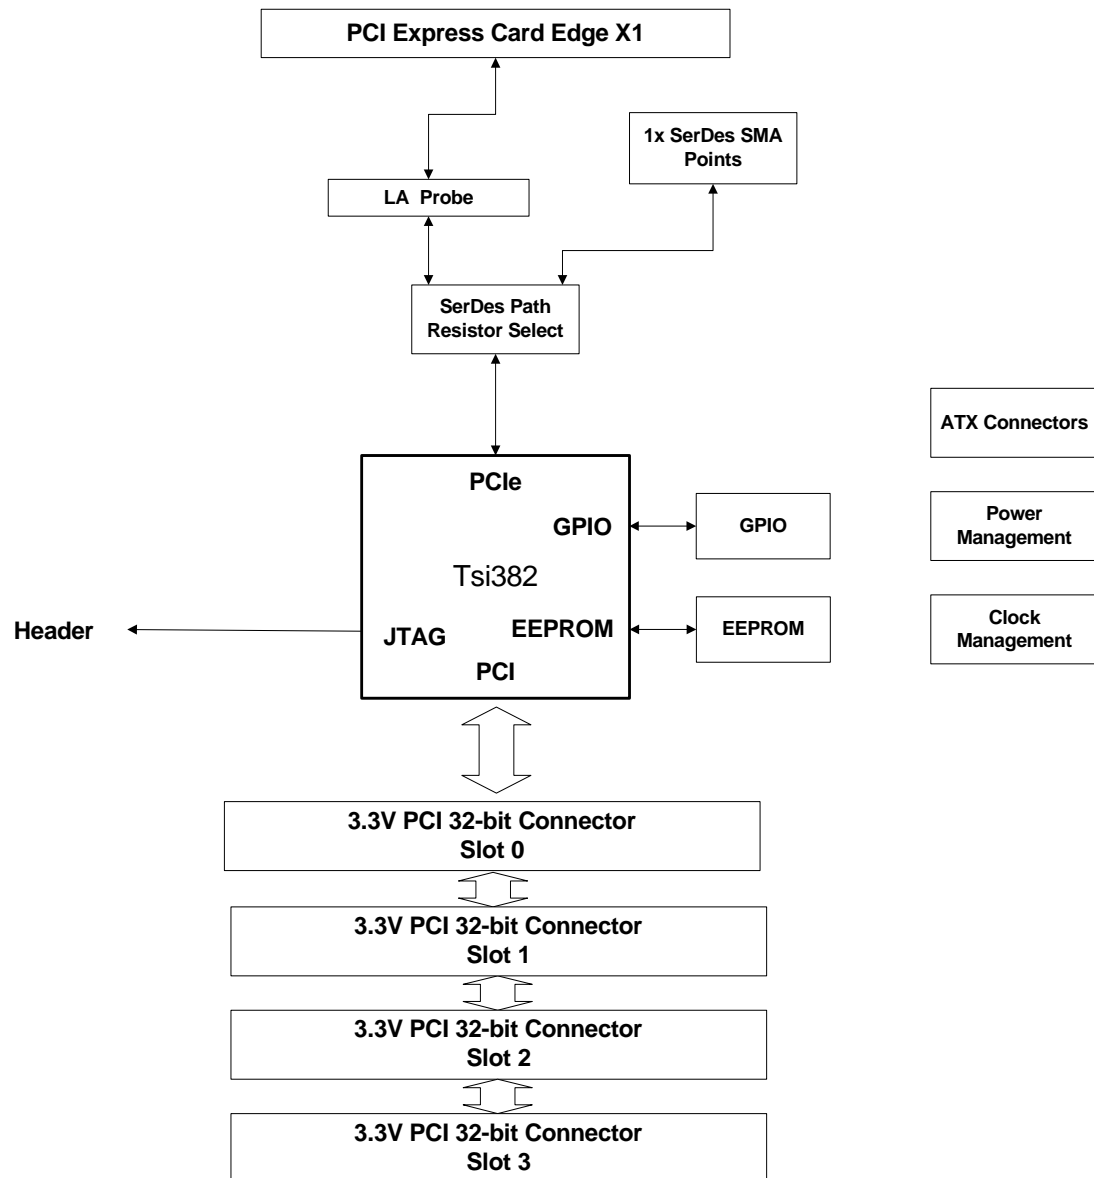 PCI Express Card Edge X1
1x SerDes SMA
Points
LA Probe
SerDes Path
Resistor Select
ATX Connectors
PCIe
GPIO
GPIO
Power
Management
Tsi382
Header
JTAG
EEPROM
EEPROM
Clock
Management
PCI
3.3V PCI 32-bit Connector
Slot 0
3.3V PCI 32-bit Connector
Slot 1
3.3V PCI 32-bit Connector
Slot 2
3.3V PCI 32-bit Connector
Slot 3